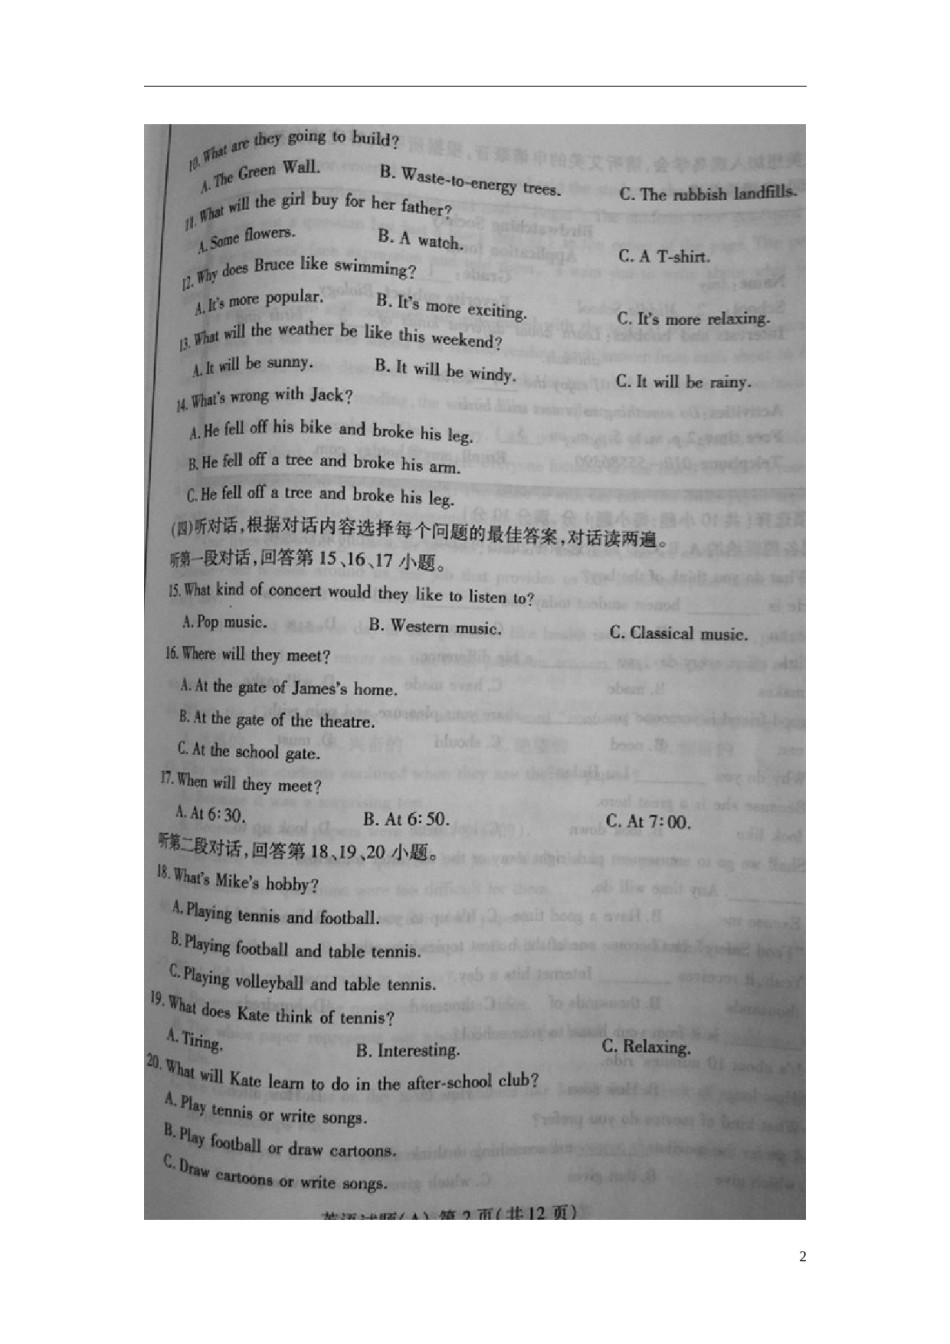 10. What are they going to build?
A. The Green Wall. B. Waste-to-energy trees. C. The rubbish landfills.
11. What will the girl buy for her father?
A. Some flowers. B. A watch. C. A T-shirt.
12. Why does Bruce like swimming?
A. It's more popular. B. It's more exciting. C. It's more relaxing.
13. What will the weather be like this weekend?
A. It will be sunny. B. It will be windy. C. It will be rainy.
14. What's wrong with Jack?
A. He fell off his bike and broke his leg.
B. He fell off a tree and broke his arm.
C. He fell off a tree and broke his leg.
(四)听对话,根据对话内容选择每个问题的最佳答案,对话读两遍。
听第一段对话,回答第 15、16、17 小题。
15. What kind of concert would they like to listen to?
A. Pop music. B. Western music. C. Classical music.
16. Where will they meet?
A. At the gate of James's home.
B. At the gate of the theatre.
C. At the school gate.
17. When will they meet?
A. At 6:30. B. At 6:50. C. At 7:00.
听第二段对话,回答第 18、19、20 小题。
18. What's Mike's hobby?
A. Playing tennis and football.
B. Playing football and table tennis.
C. Playing volleyball and table tennis.
19. What does Kate think of tennis?
A. Tiring. B. Interesting. C. Relaxing.
20. What will Kate learn to do in the after-school club?
A. Play tennis or write songs.
B. Play football or draw cartoons.
C. Draw cartoons or write songs.
英语试题(A) 第 2 页(共 12 页)
2